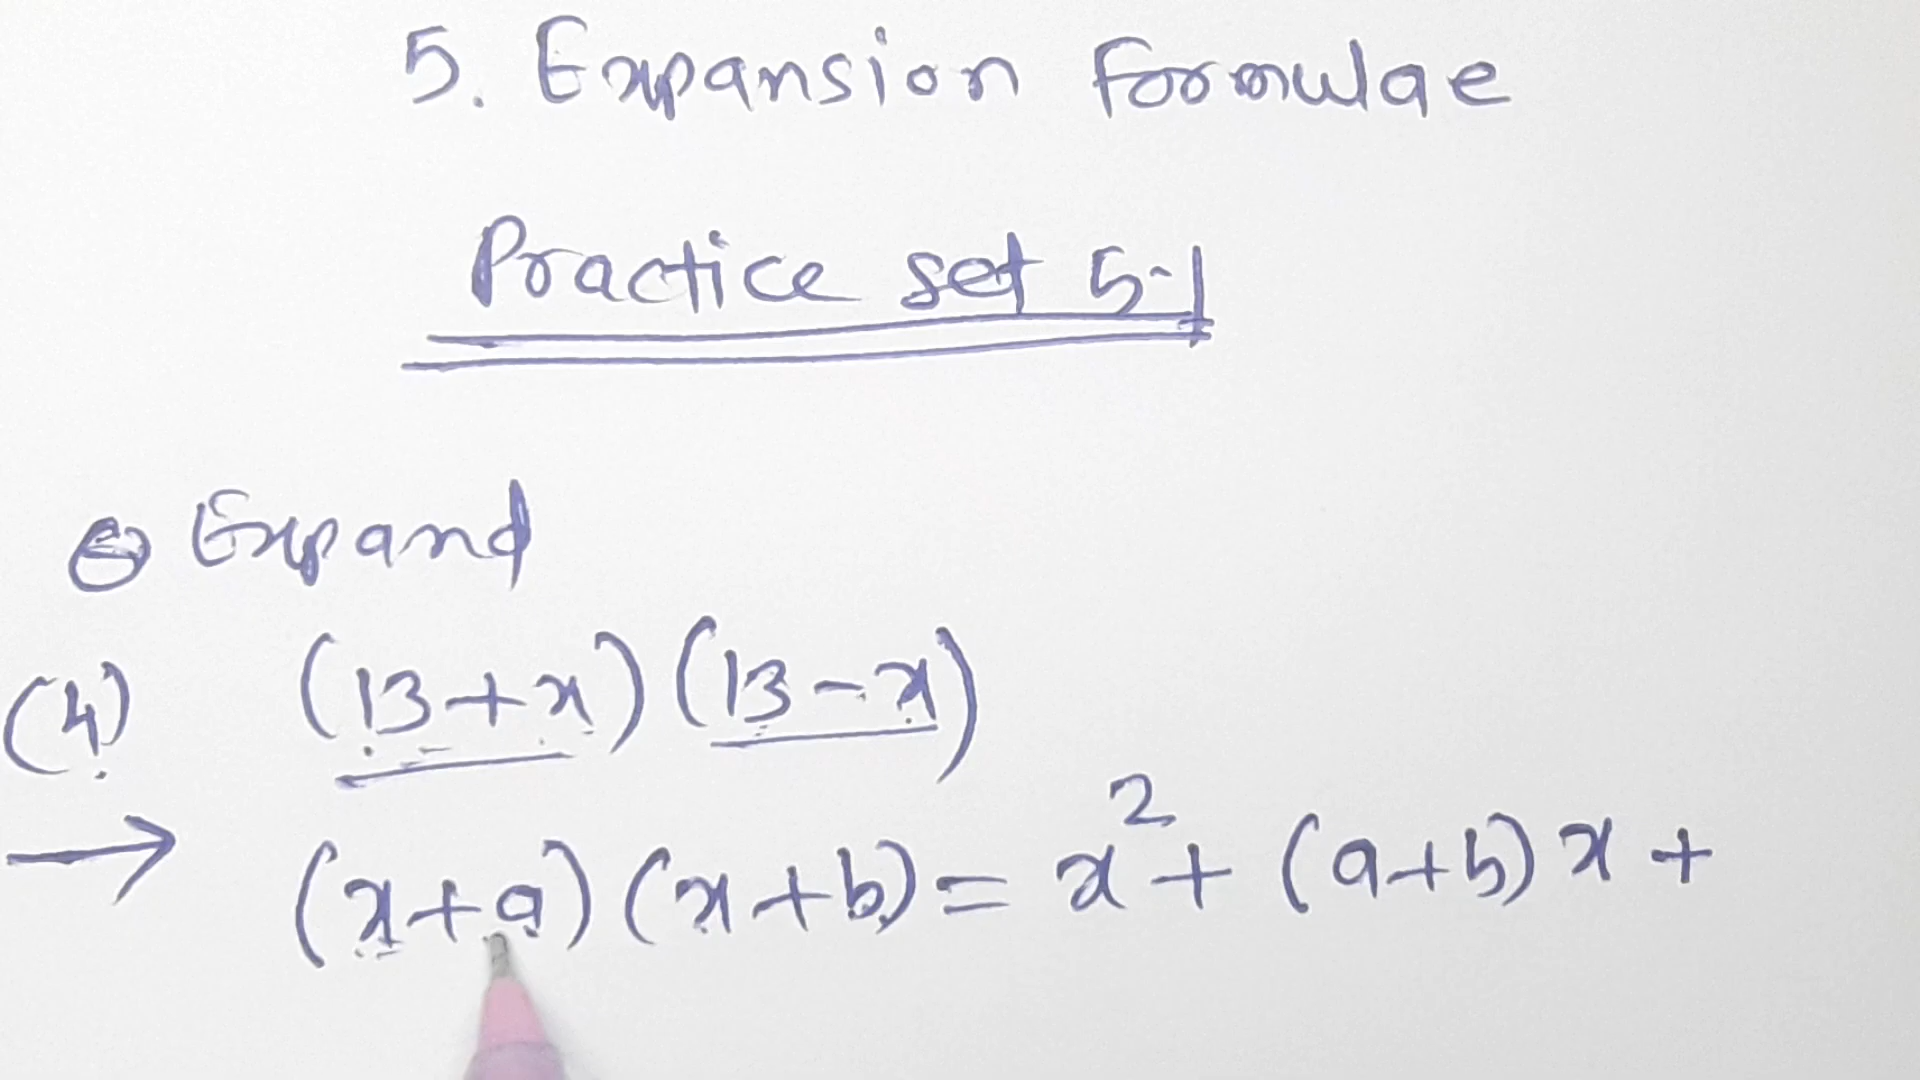 5. Expansion Formulae
Practice set 5.1
Expand
(4) (13+x) (13-x)
→ (x+a) (x+b) = x² + (a+b) x +